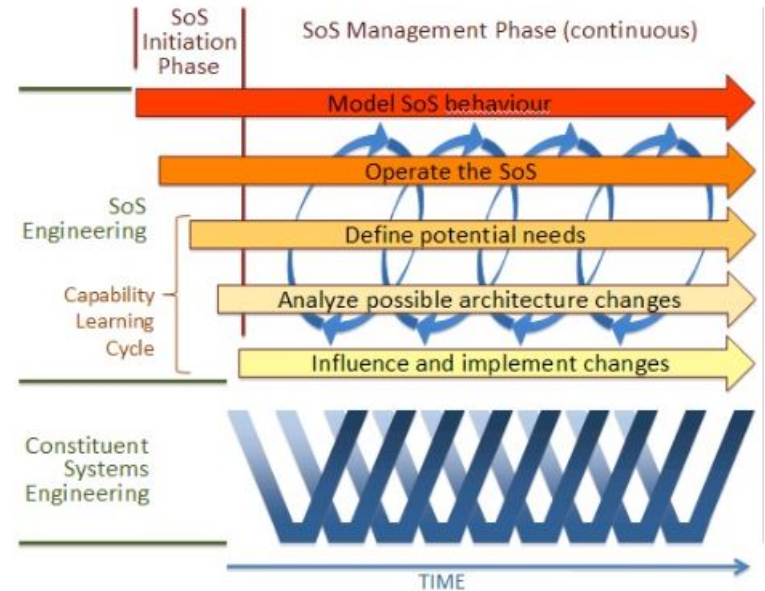 SoS
Initiation
Phase
SoS Management Phase (continuous)
Model SoS behaviour
Operate the SoS
SoS
Engineering
Define potential needs
Capability
Learning
Cycle
Analyze possible architecture changes
Influence and implement changes
Constituent
Systems
Engineering
TIME